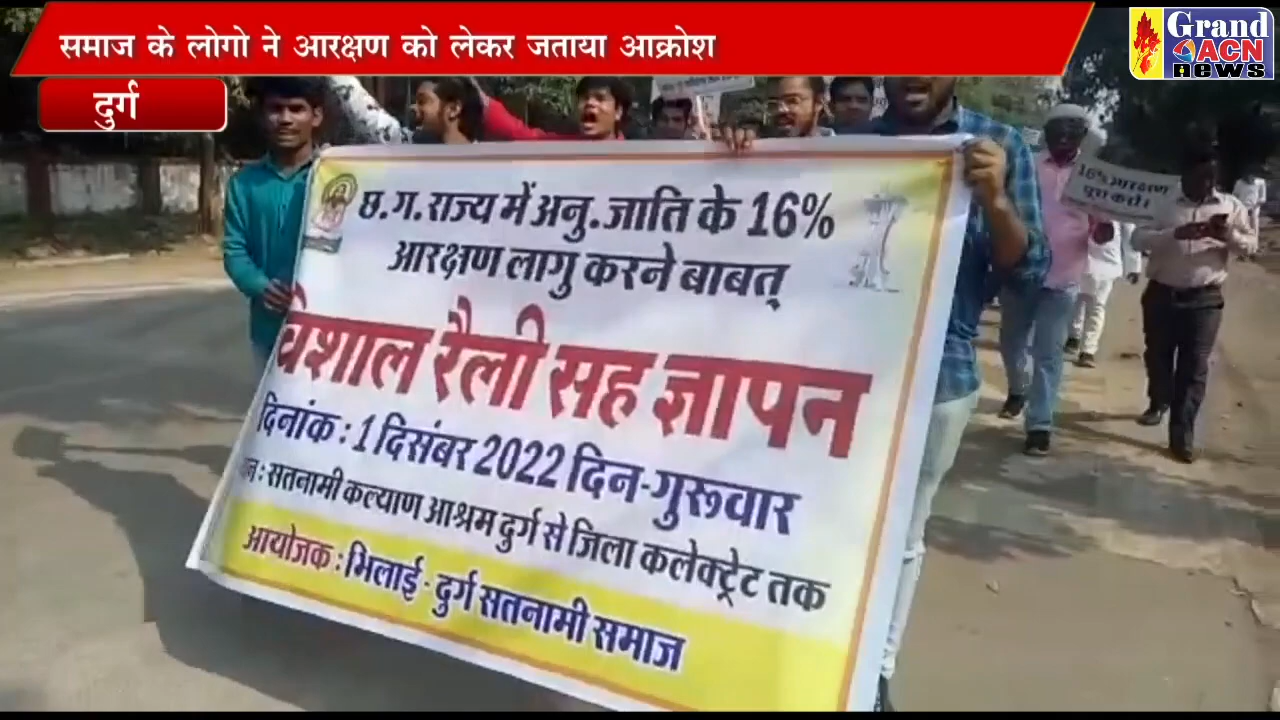 समाज के लोगो ने आरक्षण को लेकर जताया आक्रोश
Grand
ACN
news
दुर्ग
छ.ग.राज्य में अनु.जाति के 16%
आरक्षण लागु करने बाबत्
विशाल रैली सह ज्ञापन
दिनांक : 1 दिसंबर 2022 दिन-गुरूवार
: सतनामी कल्याण आश्रम दुर्ग से जिला कलेक्ट्रेट तक
आयोजक : भिलाई - दुर्ग सतनामी समाज
16% आरक्षण
पूरा करो।